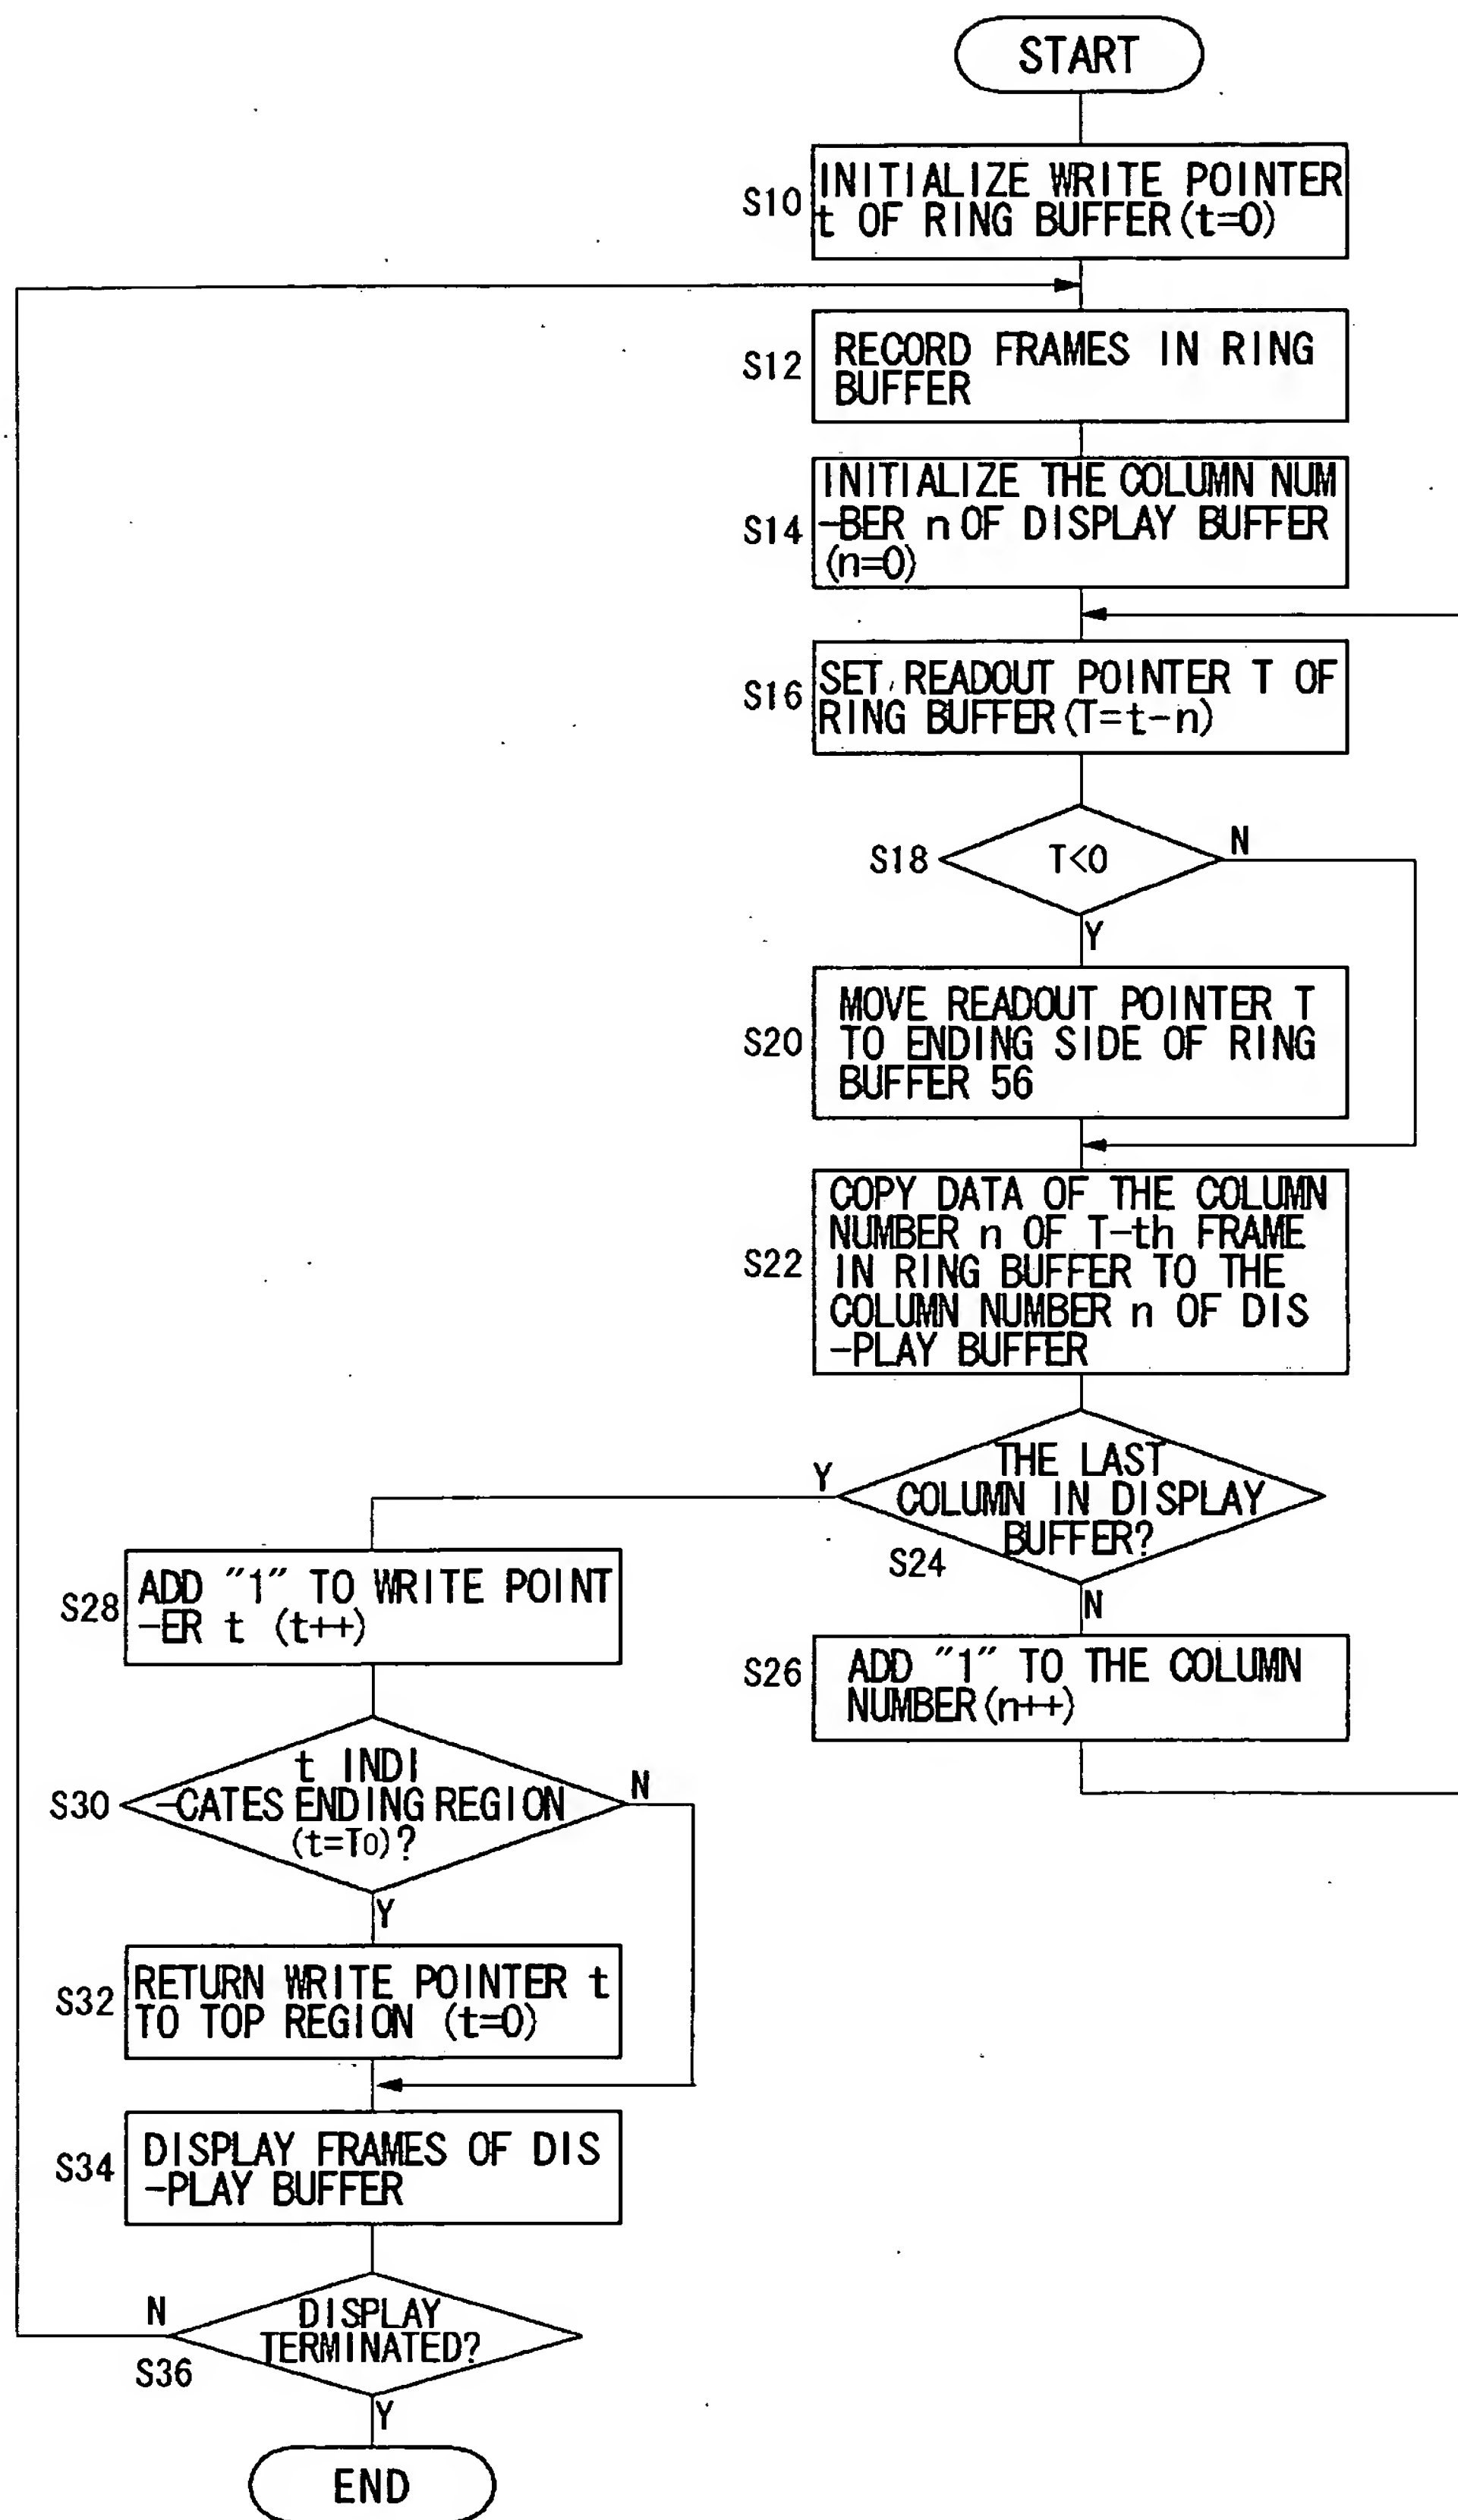 START
S10
INITIALIZE WRITE POINTER
t OF RING BUFFER(t=0)
S12
RECORD FRAMES IN RING
BUFFER
S14
INITIALIZE THE COLUMN NUM
-BER n OF DISPLAY BUFFER
(n=0)
S16
SET READOUT POINTER T OF
RING BUFFER(T=t-n)
S18
T<0
N
Y
S20
MOVE READOUT POINTER T
TO ENDING SIDE OF RING
BUFFER 56
S22
COPY DATA OF THE COLUMN
NUMBER n OF T-th FRAME
IN RING BUFFER TO THE
COLUMN NUMBER n OF DIS
-PLAY BUFFER
Y
THE LAST
COLUMN IN DISPLAY
BUFFER?
S24
N
S26
ADD "1" TO THE COLUMN
NUMBER(n++)
S28
ADD "1" TO WRITE POINT
-ER t (t++)
S30
t INDI
-CATES ENDING REGION
(t=T0)?
N
Y
S32
RETURN WRITE POINTER t
TO TOP REGION (t=0)
S34
DISPLAY FRAMES OF DIS
-PLAY BUFFER
N
DISPLAY
TERMINATED?
S36
Y
END